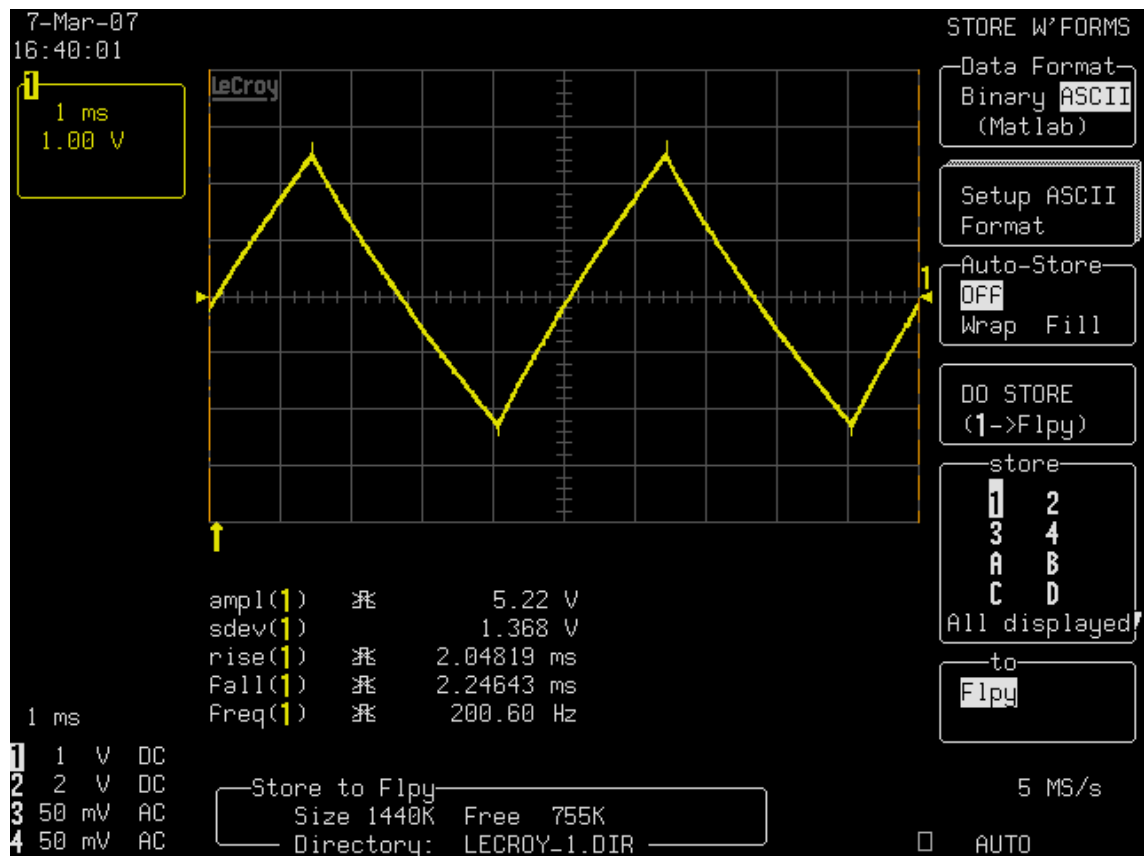 7-Mar-07
16:40:01
1
1 ms
1.00 V
LeCroy
1
ampl(1) 5.22 V
sdev(1) 1.368 V
rise(1) 2.04819 ms
Fall(1) 2.24643 ms
Freq(1) 200.60 Hz
1 ms
1 1 V DC
2 2 V DC
3 50 mV AC
4 50 mV AC
Store to Flpy
Size 1440K Free 755K
Directory: LECROY_1.DIR
STORE W'FORMS
Data Format
Binary ASCII
(Matlab)
Setup ASCII
Format
Auto-Store
OFF
Wrap Fill
DO STORE
(1->Flpy)
store
1 2
3 4
A B
C D
All displayed
to
Flpy
5 MS/s
AUTO